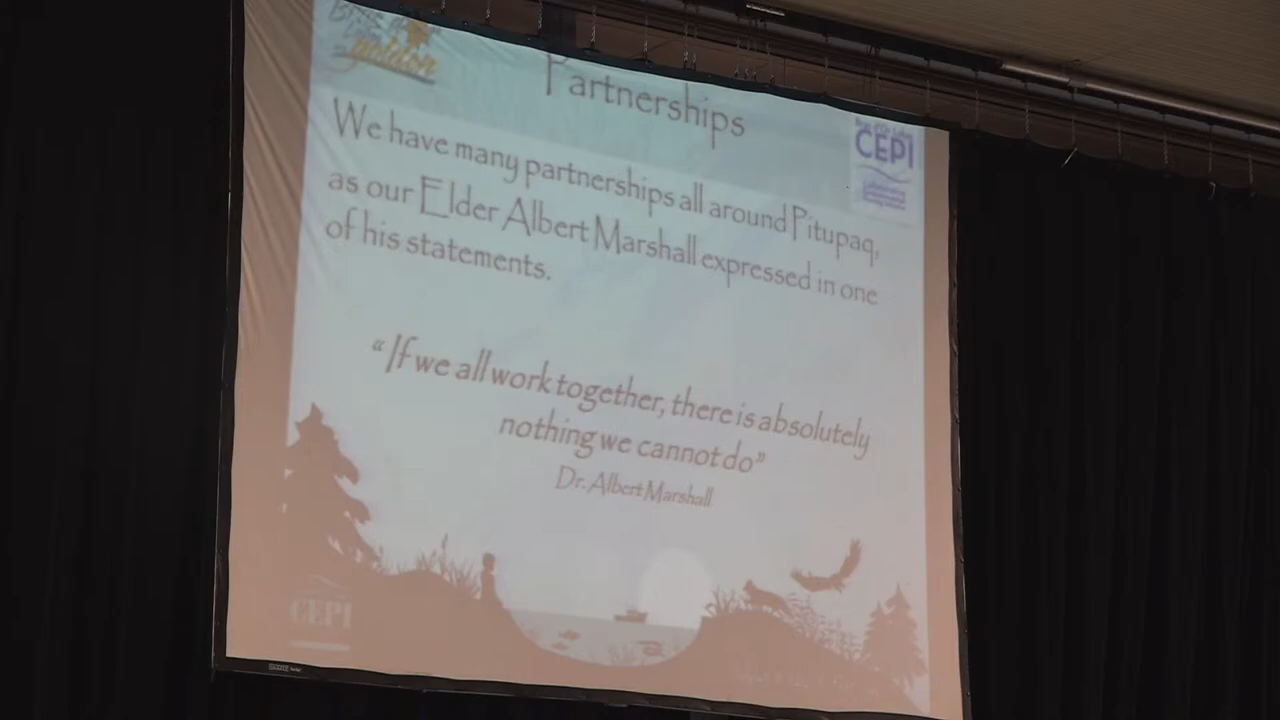 golden
Partnerships
CEPI
We have many partnerships all around Pitupaq,
as our Elder Albert Marshall expressed in one
of his statements.
“If we all work together, there is absolutely
nothing we cannot do”
Dr. Albert Marshall
CEPI